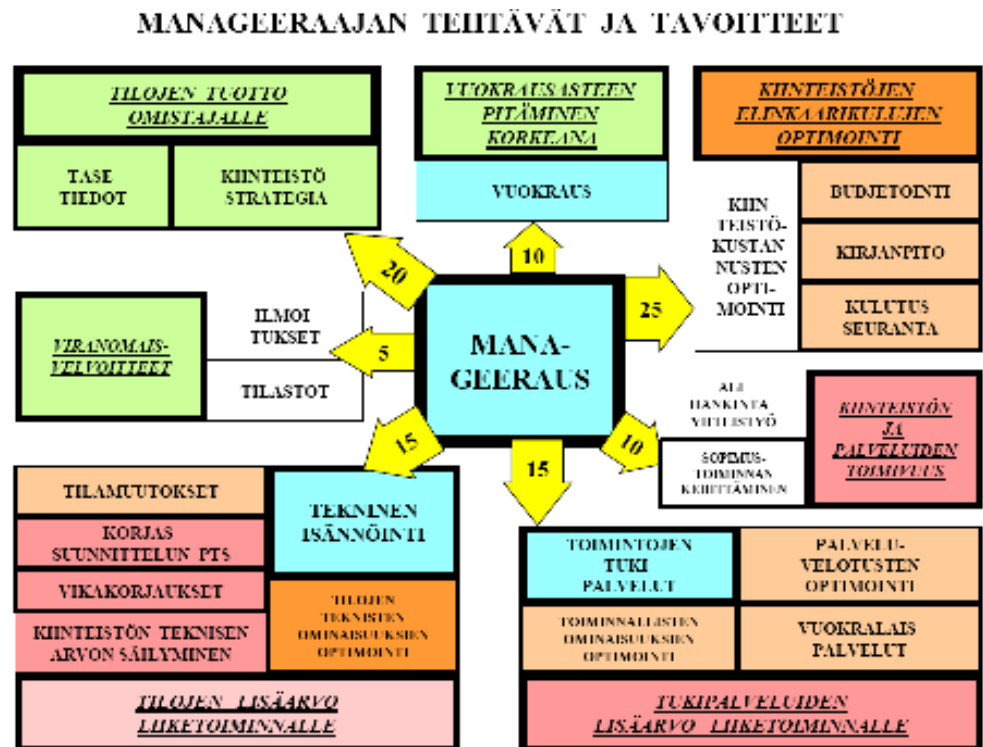 MANAGEERAAJAN TEHTÄVÄT JA TAVOITTEET
TILOJEN TUOTTO
OMISTAJALLE
TASE
TIEDOT
KIINTEISTÖ
STRATEGIA
VUOKRAUSASTEEN
PITÄMINEN
KORKEANA
VUOKRAUS
KIINTEISTÖJEN
ELINKAARIKULUJEN
OPTIMOINTI
KIIN
TEISTÖ-
KUSTAN
NUSTEN
OPTI-
MOINTI
BUDJETOINTI
KIRJANPITO
KULUTUS
SEURANTA
20
10
25
VIRANOMAIS-
VELVOITTEET
ILMOI
TUKSET
TILASTOT
5
MANA-
GEERAUS
ALI
HANKINTA
YHTEISTYÖ
SOPIMUS-
TOIMINNAN
KEHITTÄMINEN
KIINTEISTÖN
JA
PALVELUIDEN
TOIMIVUUS
15
15
10
TILAMUUTOKSET
KORJAS
SUUNNITTELUN PTS
VIKAKORJAUKSET
KIINTEISTÖN TEKNISEN
ARVON SÄILYMINEN
TEKNINEN
ISÄNNÖINTI
TILOJEN
TEKNISTEN
OMINAISUUKSIEN
OPTIMOINTI
TILOJEN LISÄARVO
LIIKETOIMINNALLE
TOIMINTOJEN
TUKI
PALVELUT
PALVELU-
VELOTUSTEN
OPTIMOINTI
TOIMINNALLISTEN
OMINAISUUKSIEN
OPTIMOINTI
VUOKRALAIS
PALVELUT
TUKIPALVELUIDEN
LISÄARVO LIIKETOIMINNALLE